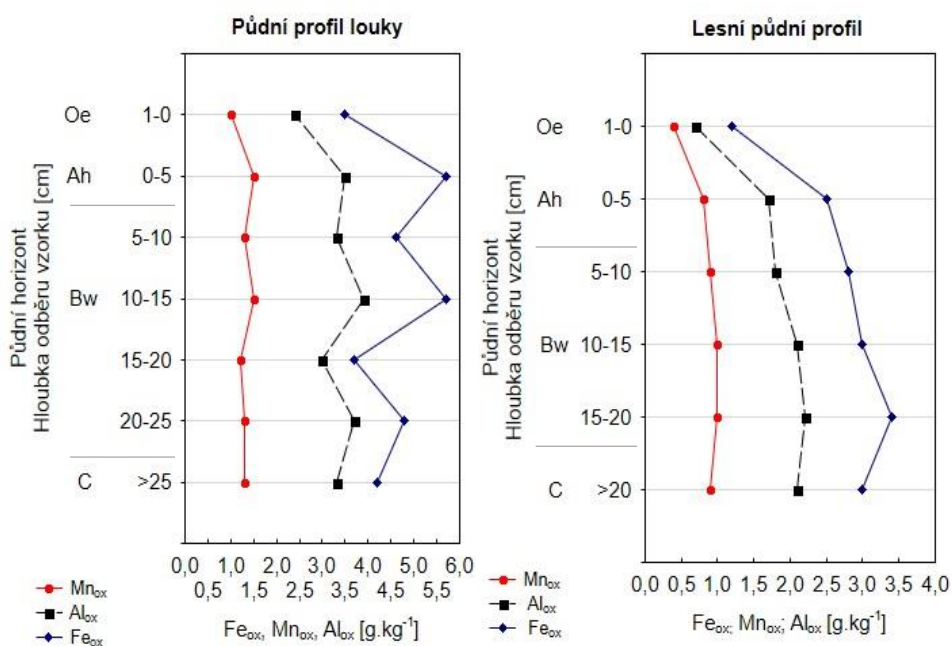 Půdní profil louky
Půdní horizont
Hloubka odběru vzorku [cm]
Oe 1-0
Ah 0-5
5-10
Bw 10-15
15-20
20-25
C >25
0,0 1,0 2,0 3,0 4,0 5,0 6,0
0,5 1,5 2,5 3,5 4,5 5,5
Mnox
Alox
Feox
Feox, Mnox, Alox [g.kg-1]
Lesní půdní profil
Půdní horizont
Hloubka odběru vzorku [cm]
Oe 1-0
Ah 0-5
5-10
Bw 10-15
15-20
C >20
0,0 1,0 2,0 3,0 4,0
0,5 1,5 2,5 3,5
Mnox
Alox
Feox
Feox; Mnox; Alox [g.kg-1]